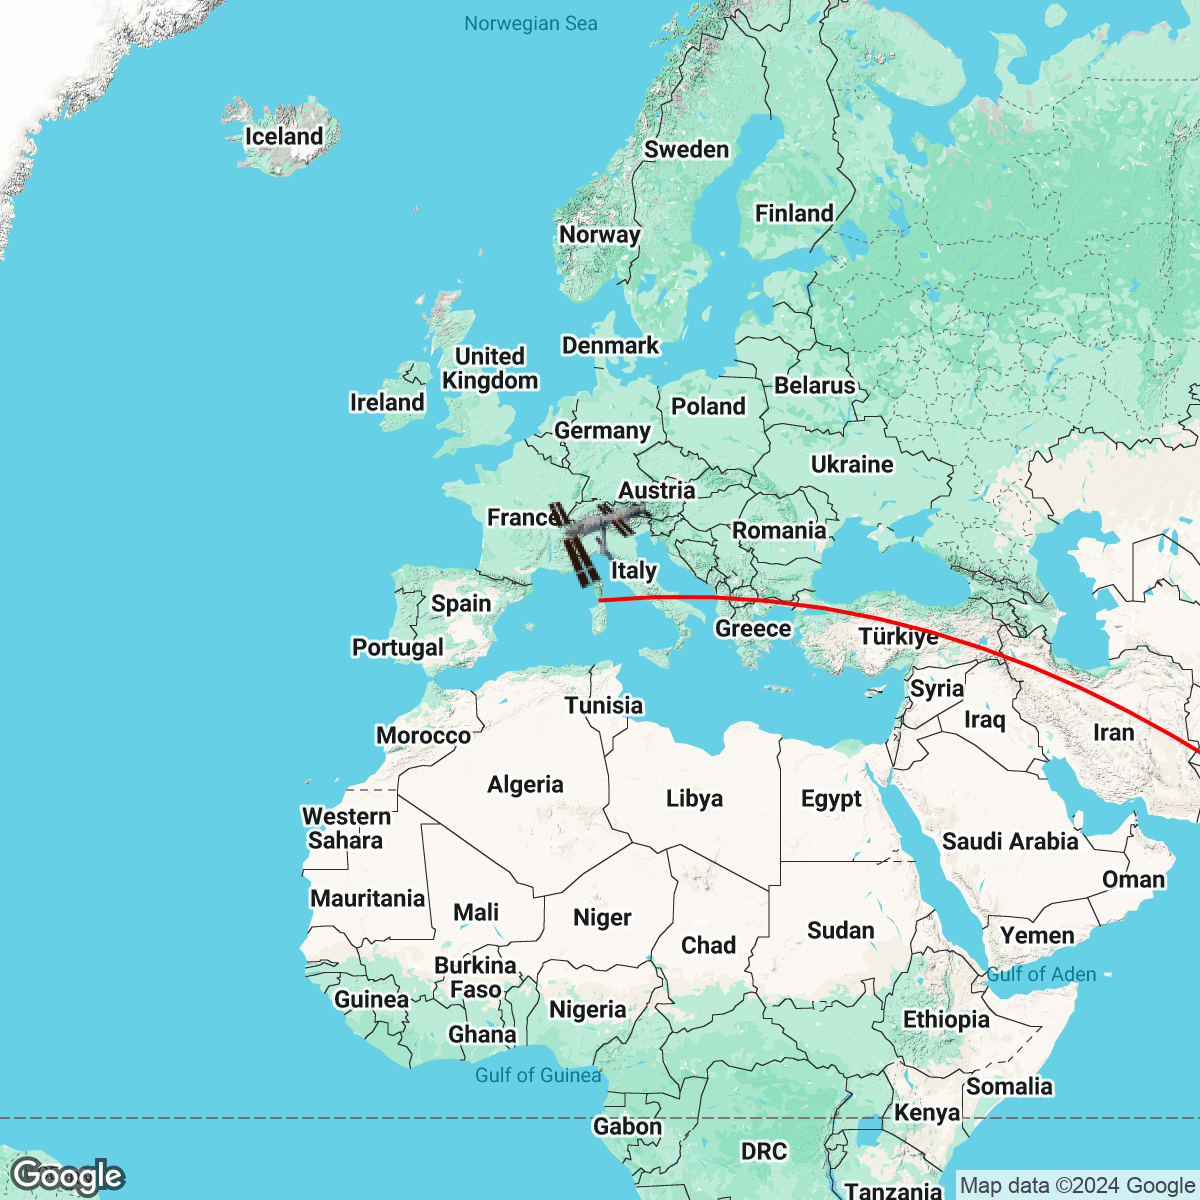 Norwegian Sea
Iceland
Sweden
Finland
Norway
Denmark
United
Kingdom
Belarus
Ireland
Poland
Germany
Ukraine
Austria
France
Romania
Italy
Spain
Greece
Türkiye
Portugal
Syria
Tunisia
Iraq
Iran
Morocco
Algeria
Libya
Egypt
Western
Sahara
Saudi Arabia
Oman
Mauritania
Mali
Niger
Sudan
Yemen
Chad
Burkina
Faso
Gulf of Aden
Guinea
Nigeria
Ethiopia
Ghana
Gulf of Guinea
Somalia
Kenya
Gabon
DRC
Google
Map data ©2024 Google
Tanzania